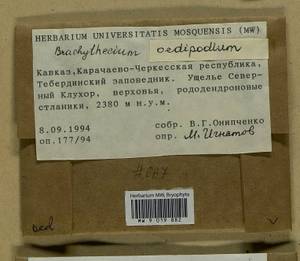 HERBARIUM UNIVERSITATIS MOSQUENSIS (MW)
Brachythecium oedipodium
Кавказ, Карачаево-Черкесская республика,
Тебердинский заповедник. Ущелье Север-
ный Клухор, верховья, рододендроновые
стланики, 2380 м н.у.м.
8.09.1994 собр. В.Г.Онипченко
оп.177/94 опр. М.Игнатов
Herbarium MW, Bryophyta
MW 9 019 882